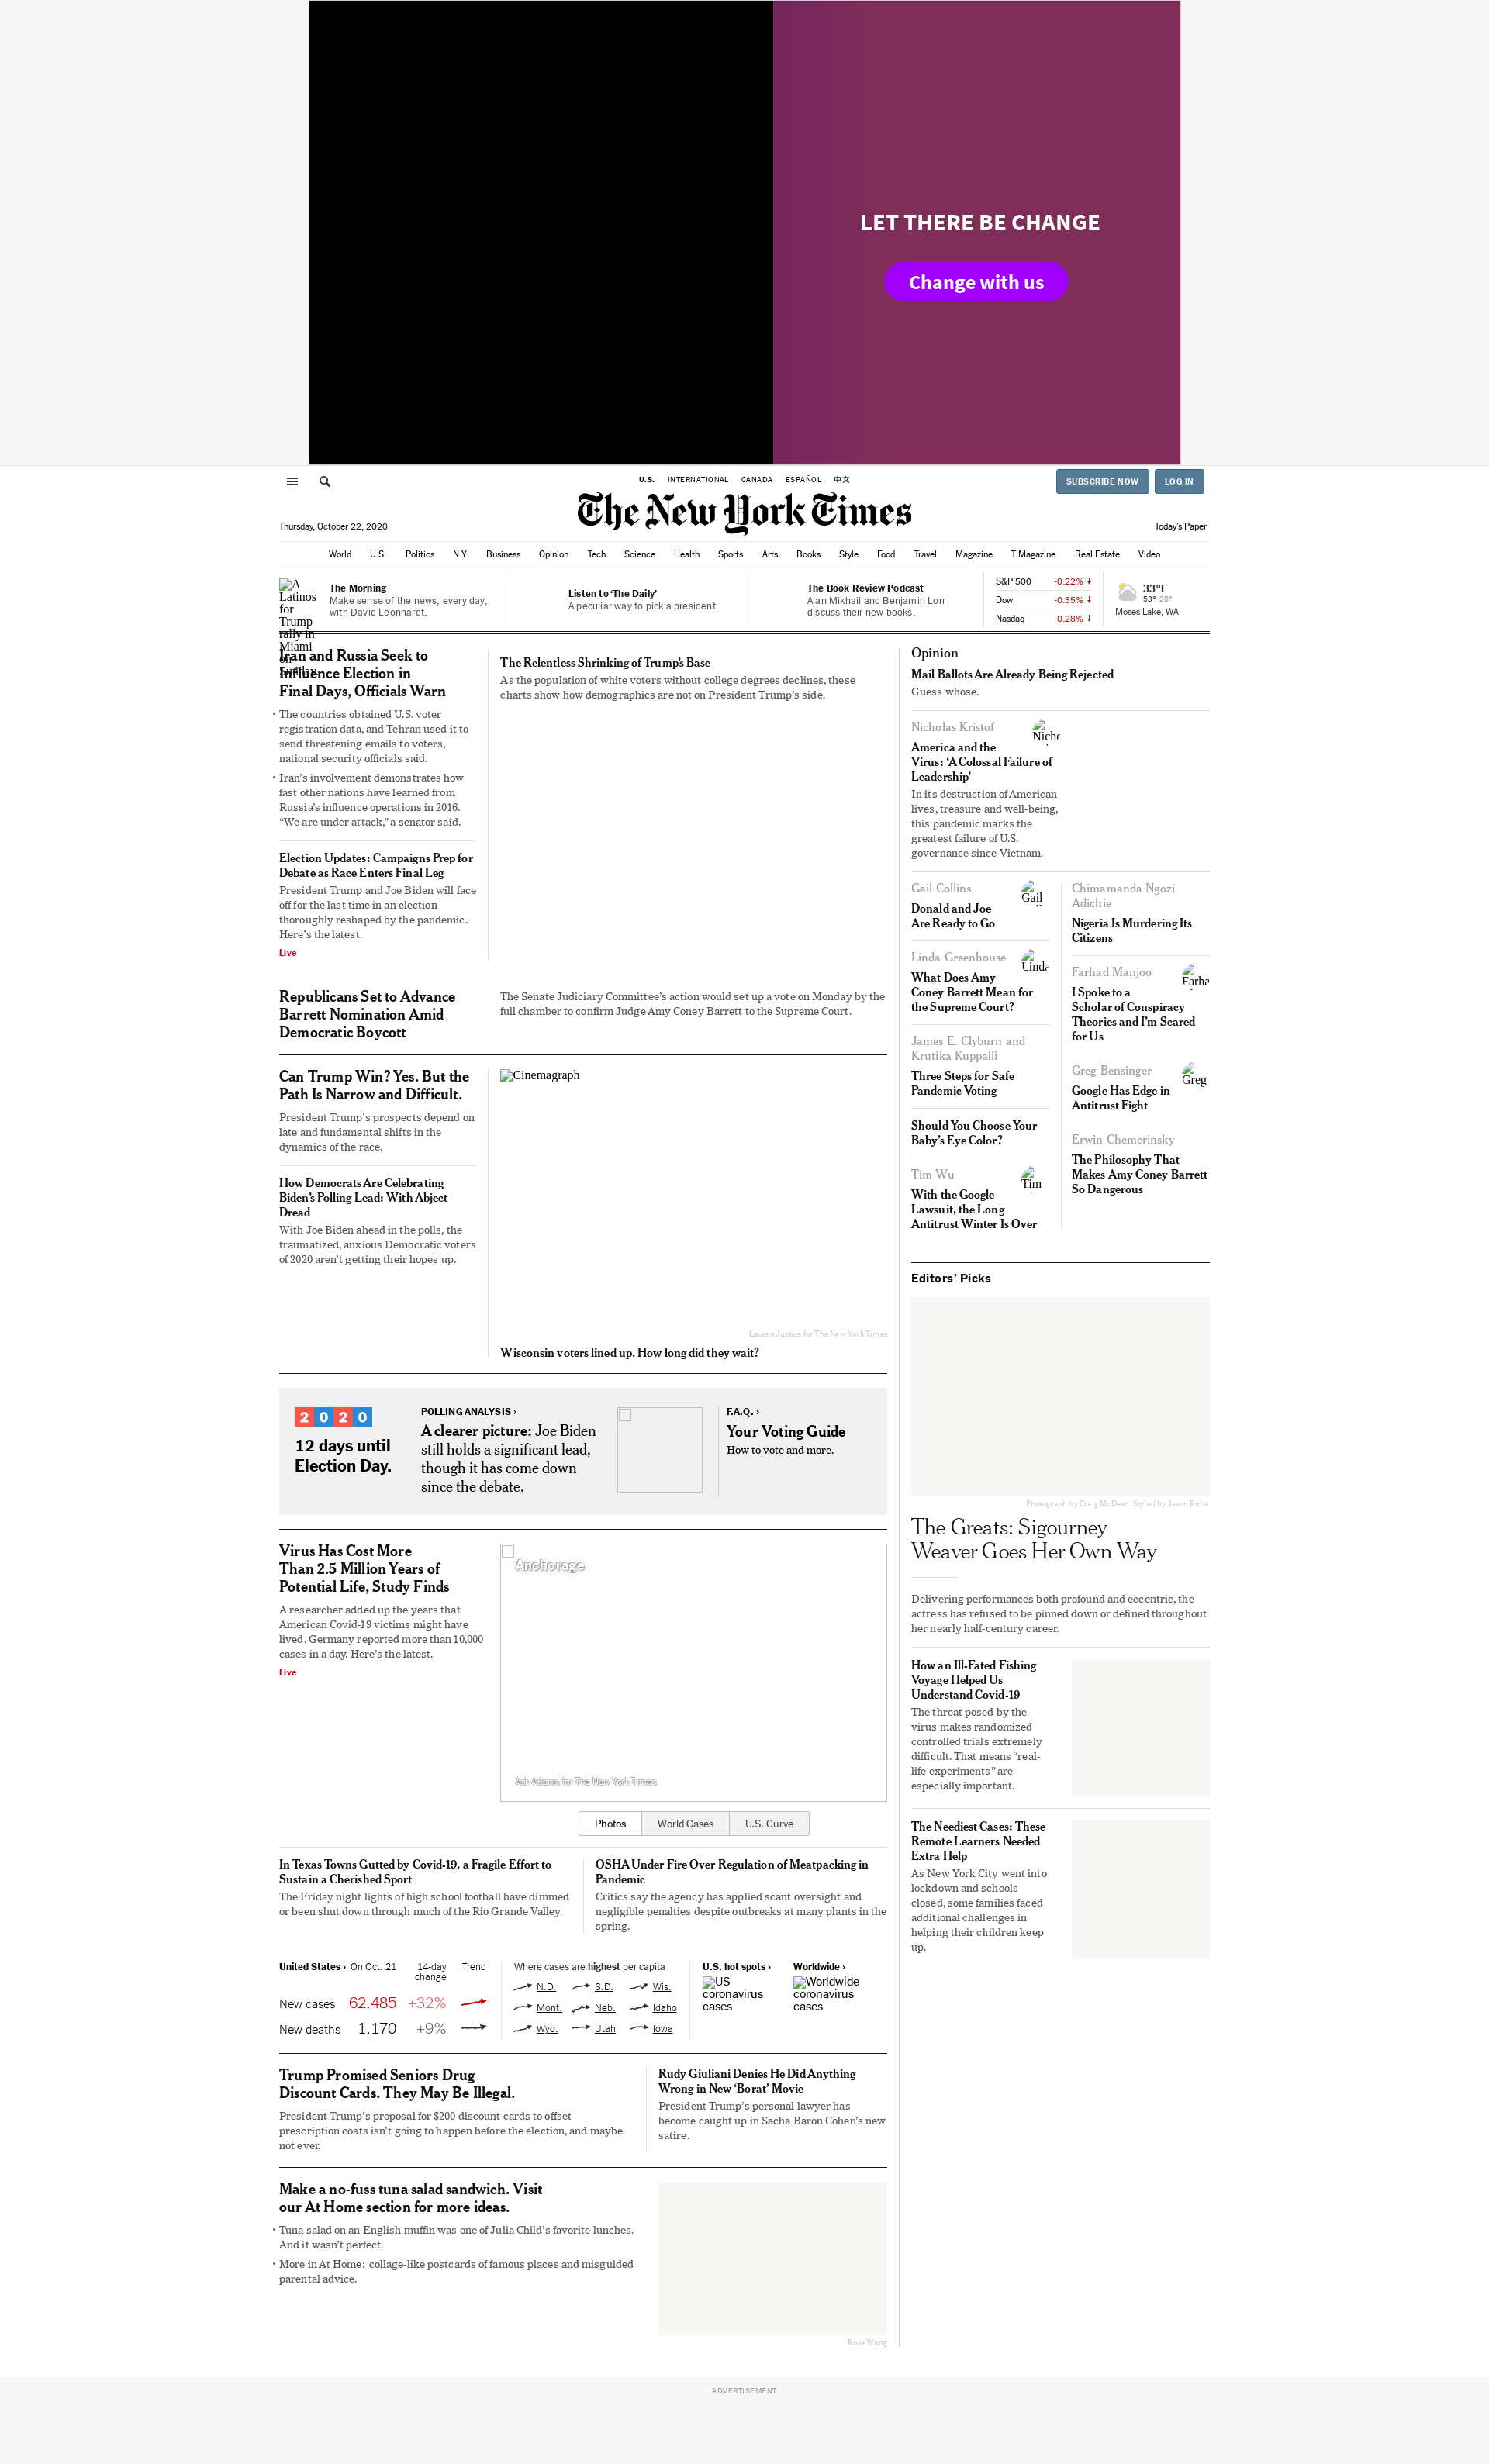 LET THERE BE CHANGE
Change with us
U.S. INTERNATIONAL CANADA ESPAÑOL 中文
SUBSCRIBE NOW LOG IN
The New York Times
Thursday, October 22, 2020
Today's Paper
World U.S. Politics N.Y. Business Opinion Tech Science Health Sports Arts Books Style Food Travel Magazine T Magazine Real Estate Video
A
Latinos
for
Trump
rally in
Miami
on
The Morning
Make sense of the news, every day,
with David Leonhardt.
Listen to ‘The Daily’
A peculiar way to pick a president.
The Book Review Podcast
Alan Mikhail and Benjamin Lorr
discuss their new books.
S&P 500 -0.22%
Dow -0.35%
Nasdaq -0.28%
33°F
53° 28°
Moses Lake, WA
Iran and Russia Seek to
Influence Election in
Final Days, Officials Warn
• The countries obtained U.S. voter
registration data, and Tehran used it to
send threatening emails to voters,
national security officials said.
• Iran’s involvement demonstrates how
fast other nations have learned from
Russia’s influence operations in 2016.
“We are under attack,” a senator said.
Election Updates: Campaigns Prep for
Debate as Race Enters Final Leg
President Trump and Joe Biden will face
off for the last time in an election
thoroughly reshaped by the pandemic.
Here’s the latest.
Live
The Relentless Shrinking of Trump’s Base
As the population of white voters without college degrees declines, these
charts show how demographics are not on President Trump’s side.
Republicans Set to Advance
Barrett Nomination Amid
Democratic Boycott
The Senate Judiciary Committee’s action would set up a vote on Monday by the
full chamber to confirm Judge Amy Coney Barrett to the Supreme Court.
Can Trump Win? Yes. But the
Path Is Narrow and Difficult.
President Trump’s prospects depend on
late and fundamental shifts in the
dynamics of the race.
How Democrats Are Celebrating
Biden’s Polling Lead: With Abject
Dread
With Joe Biden ahead in the polls, the
traumatized, anxious Democratic voters
of 2020 aren’t getting their hopes up.
Cinemagraph
Lauren Justice for The New York Times
Wisconsin voters lined up. How long did they wait?
2020
12 days until
Election Day.
POLLING ANALYSIS ›
A clearer picture: Joe Biden
still holds a significant lead,
though it has come down
since the debate.
F.A.Q. ›
Your Voting Guide
How to vote and more.
Virus Has Cost More
Than 2.5 Million Years of
Potential Life, Study Finds
A researcher added up the years that
American Covid-19 victims might have
lived. Germany reported more than 10,000
cases in a day. Here’s the latest.
Live
Anchorage
Ash Adams for The New York Times
Photos World Cases U.S. Curve
In Texas Towns Gutted by Covid-19, a Fragile Effort to
Sustain a Cherished Sport
The Friday night lights of high school football have dimmed
or been shut down through much of the Rio Grande Valley.
OSHA Under Fire Over Regulation of Meatpacking in
Pandemic
Critics say the agency has applied scant oversight and
negligible penalties despite outbreaks at many plants in the
spring.
United States › On Oct. 21 14-day Trend
change
New cases 62,485 +32%
New deaths 1,170 +9%
Where cases are highest per capita
N.D. S.D. Wis.
Mont. Neb. Idaho
Wyo. Utah Iowa
U.S. hot spots ›
US
coronavirus
cases
Worldwide ›
Worldwide
coronavirus
cases
Trump Promised Seniors Drug
Discount Cards. They May Be Illegal.
President Trump’s proposal for $200 discount cards to offset
prescription costs isn’t going to happen before the election, and maybe
not ever.
Rudy Giuliani Denies He Did Anything
Wrong in New ‘Borat’ Movie
President Trump’s personal lawyer has
become caught up in Sacha Baron Cohen’s new
satire.
Make a no-fuss tuna salad sandwich. Visit
our At Home section for more ideas.
• Tuna salad on an English muffin was one of Julia Child’s favorite lunches.
And it wasn’t perfect.
• More in At Home: collage-like postcards of famous places and misguided
parental advice.
Rose Wong
Opinion
Mail Ballots Are Already Being Rejected
Guess whose.
Nicholas Kristof
America and the
Virus: ‘A Colossal Failure of
Leadership’
In its destruction of American
lives, treasure and well-being,
this pandemic marks the
greatest failure of U.S.
governance since Vietnam.
Gail Collins
Gail
Donald and Joe
Are Ready to Go
Linda Greenhouse
Linda
What Does Amy
Coney Barrett Mean for
the Supreme Court?
James E. Clyburn and
Krutika Kuppalli
Three Steps for Safe
Pandemic Voting
Should You Choose Your
Baby’s Eye Color?
Tim Wu
Tim
With the Google
Lawsuit, the Long
Antitrust Winter Is Over
Chimamanda Ngozi
Adichie
Nigeria Is Murdering Its
Citizens
Farhad Manjoo
I Spoke to a
Scholar of Conspiracy
Theories and I’m Scared
for Us
Greg Bensinger
Greg
Google Has Edge in
Antitrust Fight
Erwin Chemerinsky
The Philosophy That
Makes Amy Coney Barrett
So Dangerous
Editors’ Picks
Photograph by Craig McDean. Styled by Jason Rider
The Greats: Sigourney
Weaver Goes Her Own Way
Delivering performances both profound and eccentric, the
actress has refused to be pinned down or defined throughout
her nearly half-century career.
How an Ill-Fated Fishing
Voyage Helped Us
Understand Covid-19
The threat posed by the
virus makes randomized
controlled trials extremely
difficult. That means “real-
life experiments” are
especially important.
The Neediest Cases: These
Remote Learners Needed
Extra Help
As New York City went into
lockdown and schools
closed, some families faced
additional challenges in
helping their children keep
up.
ADVERTISEMENT